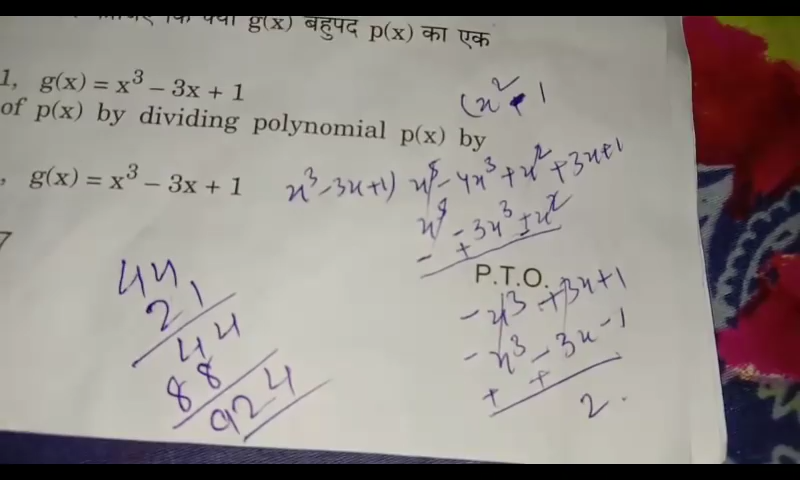 g(x) बहुपद p(x) का एक
1, g(x) = x³ – 3x + 1
of p(x) by dividing polynomial p(x) by
, g(x) = x³ – 3x + 1
7
P.T.O.
(x² - 1
x³ - 3x + 1) x⁵ - 4x³ + x² + 3x + 1
x⁵ - 3x³ + x²
- + -
- x³ + 3x + 1
- x³ - 3x - 1
+ +
2
44
21
44
88
924